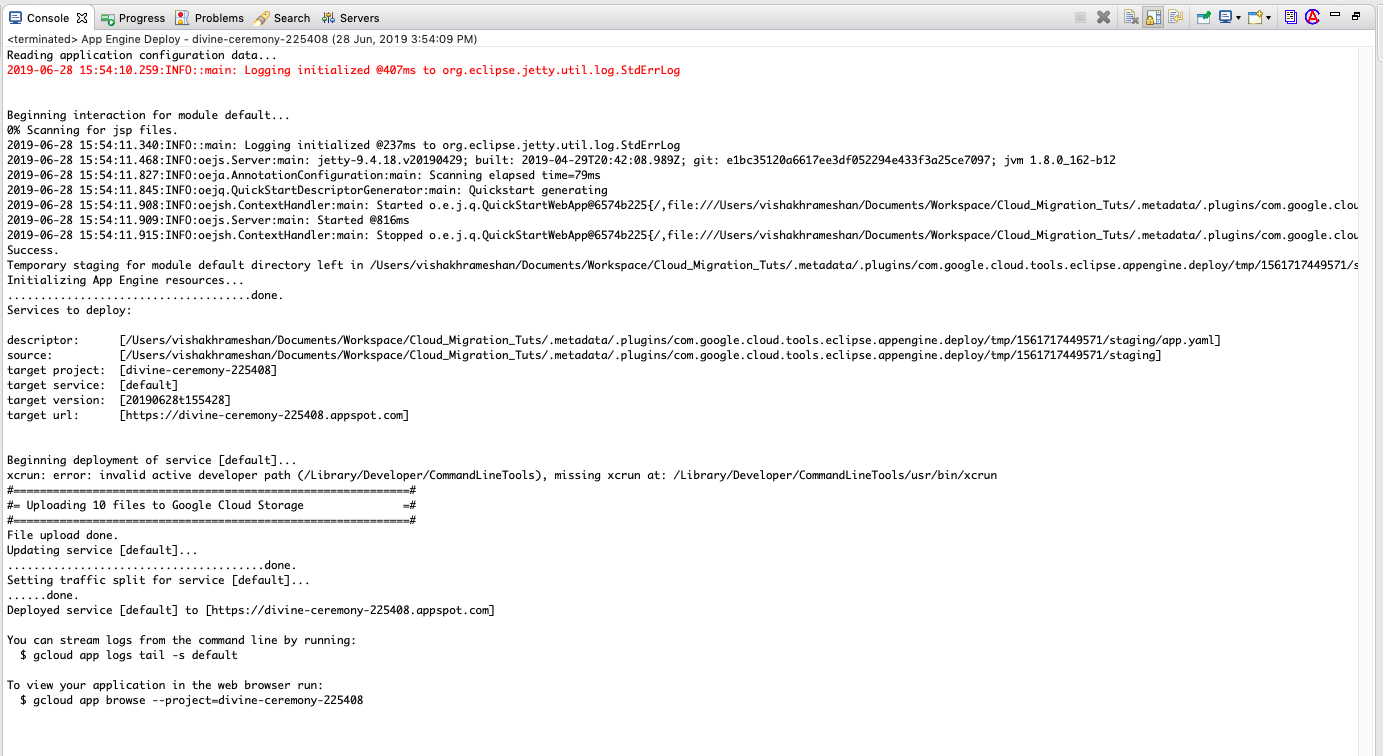 Console Progress Problems Search Servers
<terminated> App Engine Deploy - divine-ceremony-225408 (28 Jun, 2019 3:54:09 PM)
Reading application configuration data...
2019-06-28 15:54:10.259:INFO::main: Logging initialized @407ms to org.eclipse.jetty.util.log.StdErrLog
Beginning interaction for module default...
0% Scanning for jsp files.
2019-06-28 15:54:11.340:INFO::main: Logging initialized @237ms to org.eclipse.jetty.util.log.StdErrLog
2019-06-28 15:54:11.468:INFO:oejs.Server:main: jetty-9.4.18.v20190429; built: 2019-04-29T20:42:08.989Z; git: e1bc35120a6617ee3df052294e433f3a25ce7097; jvm 1.8.0_162-b12
2019-06-28 15:54:11.827:INFO:oeja.AnnotationConfiguration:main: Scanning elapsed time=79ms
2019-06-28 15:54:11.845:INFO:oejq.QuickStartDescriptorGenerator:main: Quickstart generating
2019-06-28 15:54:11.908:INFO:oejsh.ContextHandler:main: Started o.e.j.q.QuickStartWebApp@6574b225{/,file:///Users/vishakhrameshan/Documents/Workspace/Cloud_Migration_Tuts/.metadata/.plugins/com.google.clou
2019-06-28 15:54:11.909:INFO:oejs.Server:main: Started @816ms
2019-06-28 15:54:11.915:INFO:oejsh.ContextHandler:main: Stopped o.e.j.q.QuickStartWebApp@6574b225{/,file:///Users/vishakhrameshan/Documents/Workspace/Cloud_Migration_Tuts/.metadata/.plugins/com.google.clou
Success.
Temporary staging for module default directory left in /Users/vishakhrameshan/Documents/Workspace/Cloud_Migration_Tuts/.metadata/.plugins/com.google.cloud.tools.eclipse.appengine.deploy/tmp/1561717449571/s
Initializing App Engine resources...
.....................................done.
Services to deploy:
descriptor:      [/Users/vishakhrameshan/Documents/Workspace/Cloud_Migration_Tuts/.metadata/.plugins/com.google.cloud.tools.eclipse.appengine.deploy/tmp/1561717449571/staging/app.yaml]
source:          [/Users/vishakhrameshan/Documents/Workspace/Cloud_Migration_Tuts/.metadata/.plugins/com.google.cloud.tools.eclipse.appengine.deploy/tmp/1561717449571/staging]
target project:  [divine-ceremony-225408]
target service:  [default]
target version:  [20190628t155428]
target url:      [https://divine-ceremony-225408.appspot.com]
Beginning deployment of service [default]...
xcrun: error: invalid active developer path (/Library/Developer/CommandLineTools), missing xcrun at: /Library/Developer/CommandLineTools/usr/bin/xcrun
#============================================================#
#= Uploading 10 files to Google Cloud Storage               =#
#============================================================#
File upload done.
Updating service [default]...
.......................................done.
Setting traffic split for service [default]...
......done.
Deployed service [default] to [https://divine-ceremony-225408.appspot.com]
You can stream logs from the command line by running:
$ gcloud app logs tail -s default
To view your application in the web browser run:
$ gcloud app browse --project=divine-ceremony-225408